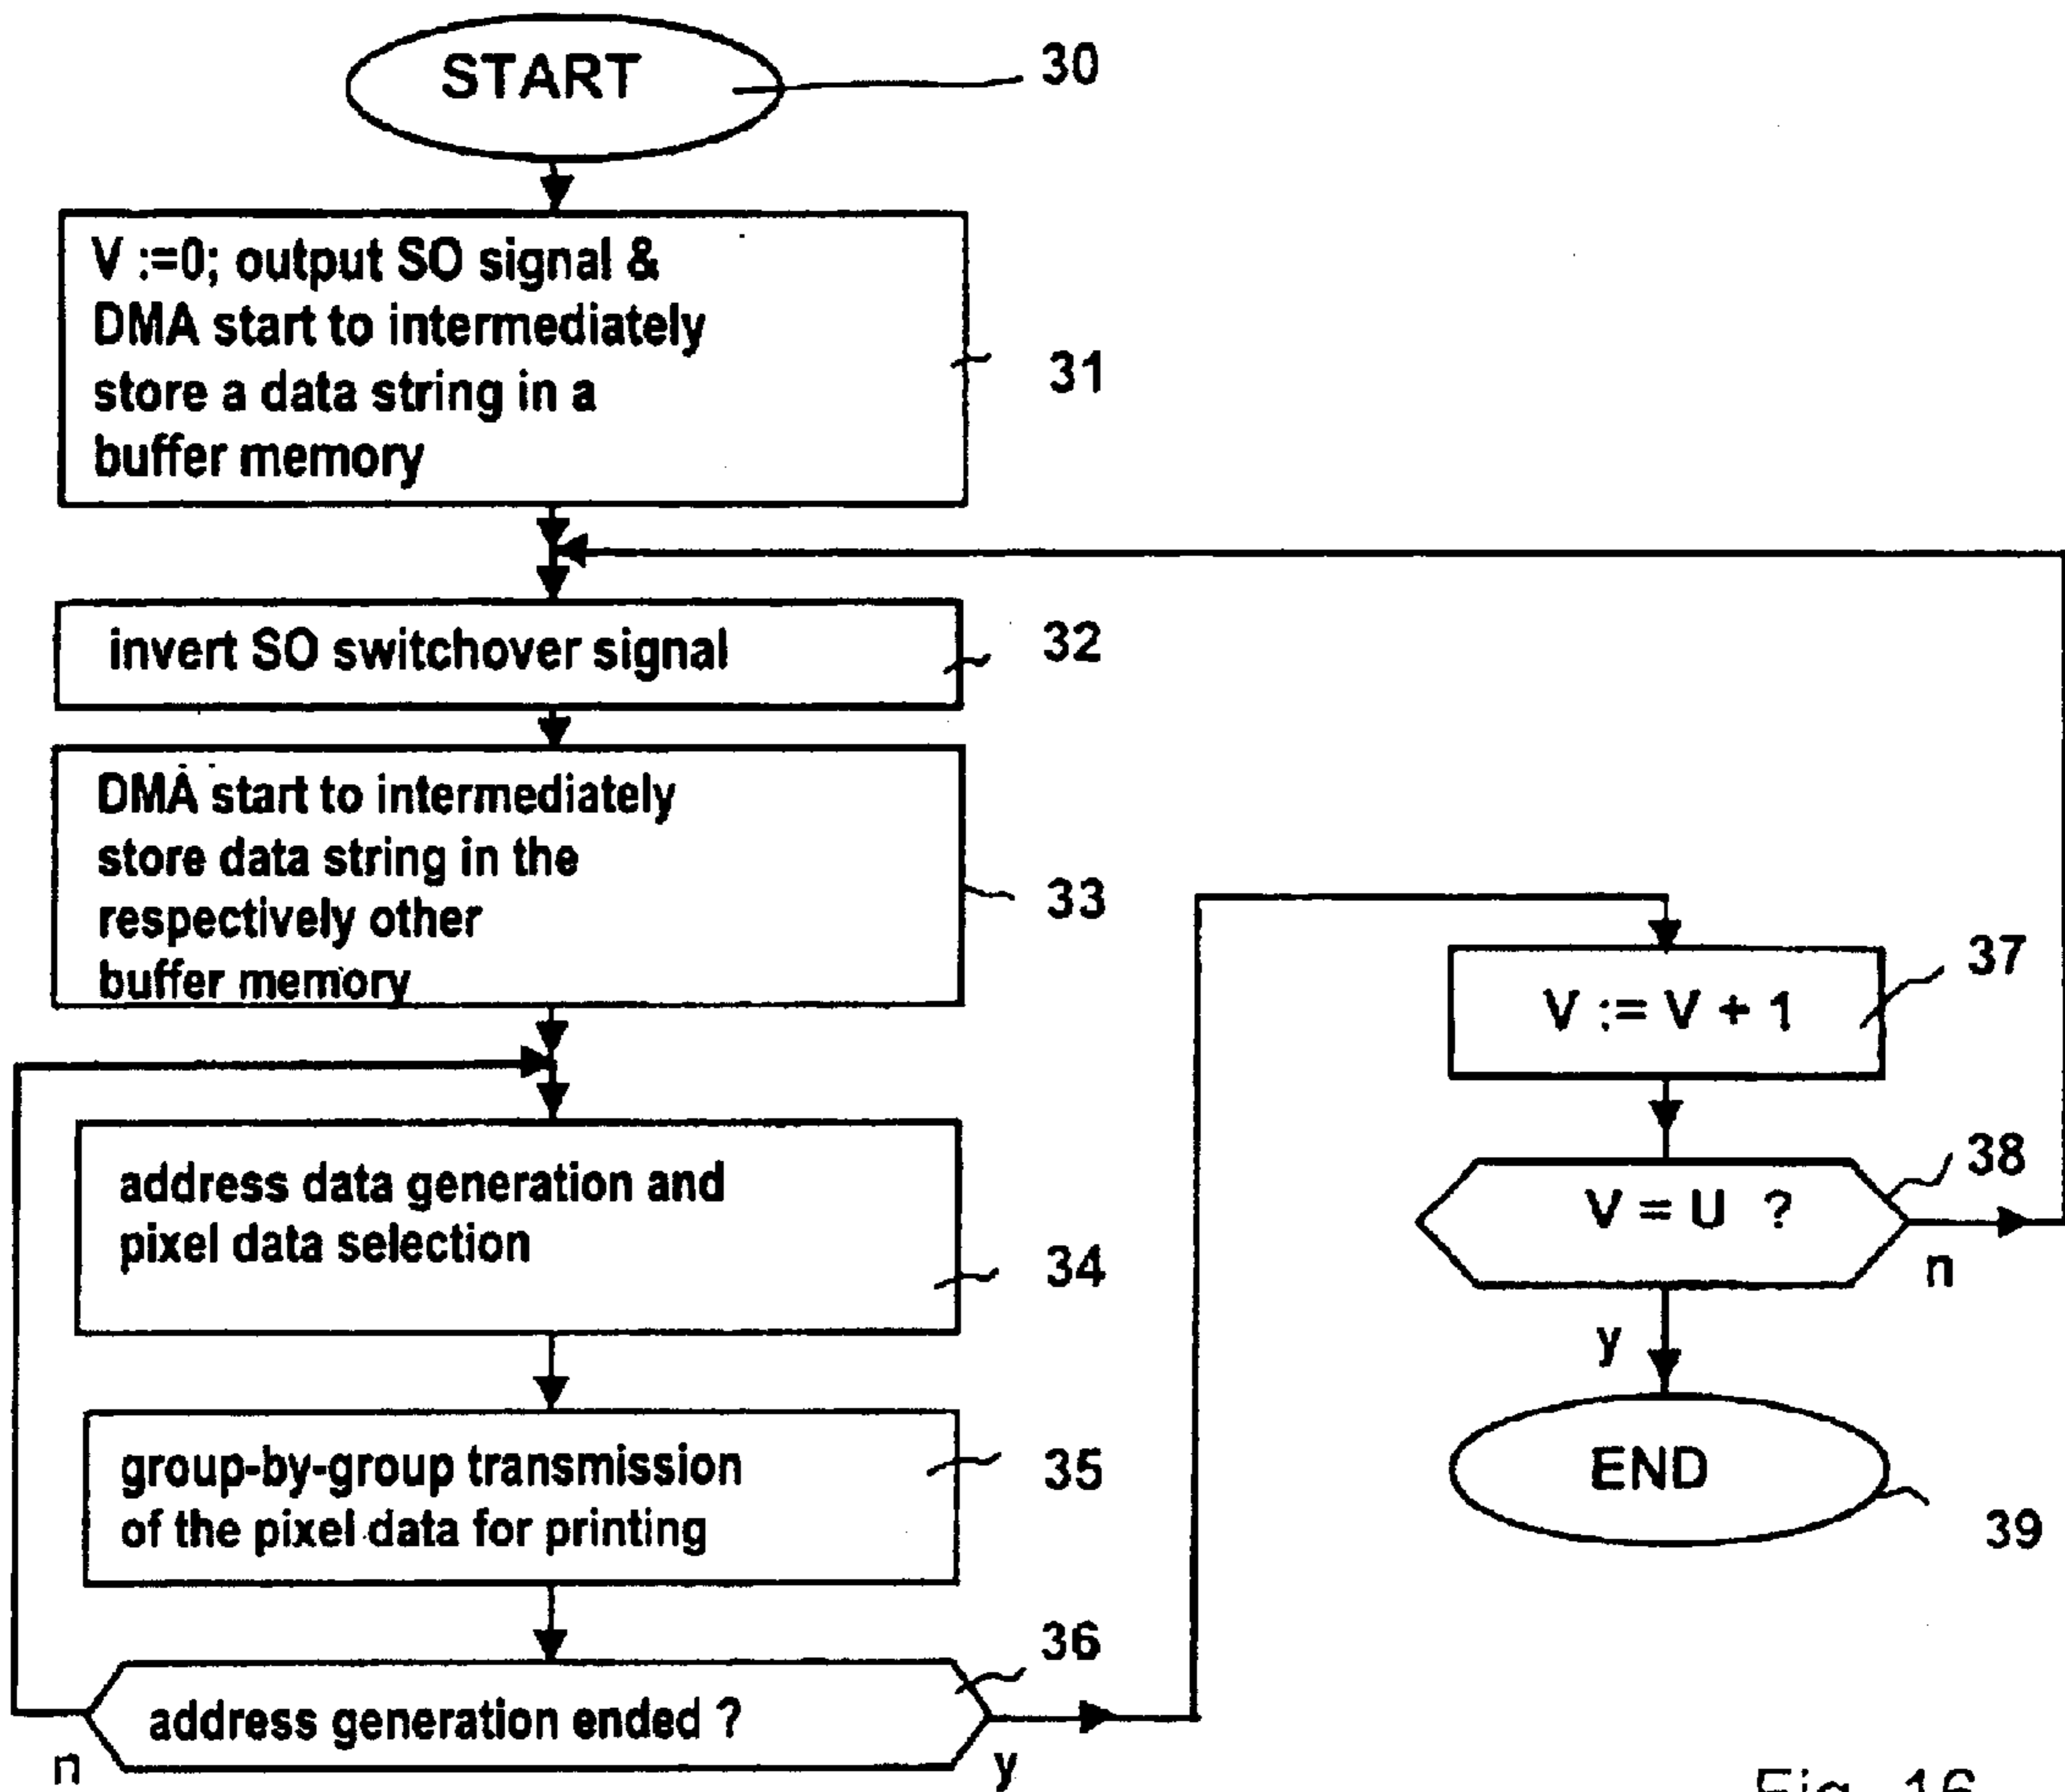 START
30
V :=0; output SO signal &
DMA start to intermediately
store a data string in a
buffer memory
31
invert SO switchover signal
32
DMA start to intermediately
store data string in the
respectively other
buffer memory
33
address data generation and
pixel data selection
34
group-by-group transmission
of the pixel data for printing
35
address generation ended ?
36
n
y
V := V + 1
37
V = U ?
38
n
y
END
39
Fig. 16